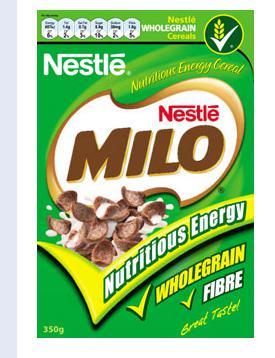 Nestlé
WHOLEGRAIN
Cereals
Nestlé
Nutritious Energy Cereal
Nestlé
MILO
Nutritious Energy
WHOLEGRAIN
FIBRE
Great Taste!
350g